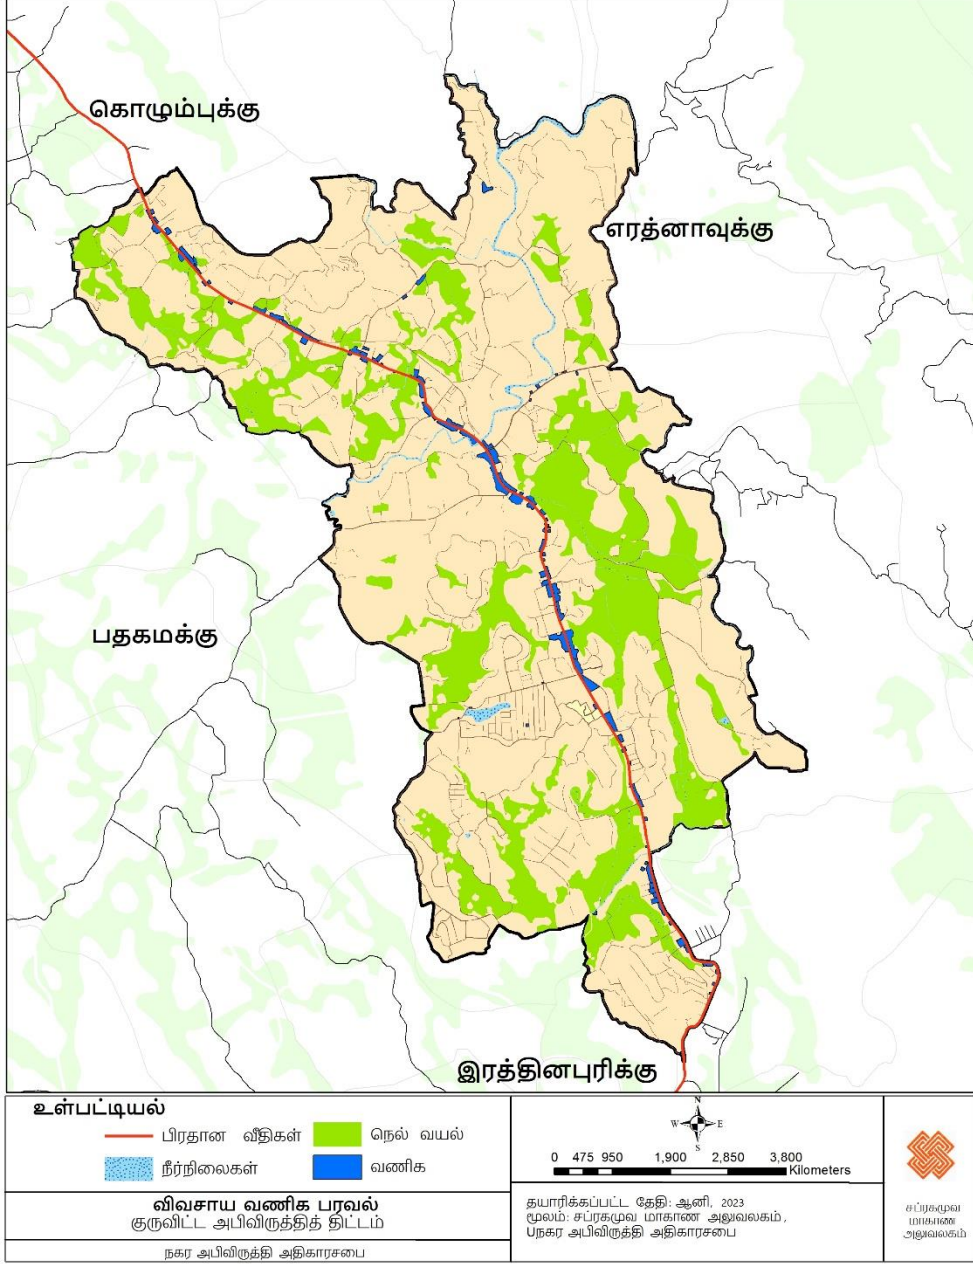 கொழும்புக்கு
எரத்னாவுக்கு
பதகமக்கு
இரத்தினபுரிக்கு
உள்பட்டியல்
பிரதான வீதிகள்
நெல் வயல்
நீர்நிலைகள்
வணிக
விவசாய வணிக பரவல்
குருவிட்ட அபிவிருத்தித் திட்டம்
நகர அபிவிருத்தி அதிகாரசபை
N
W E
S
0 475 950 1,900 2,850 3,800
Kilometers
தயாரிக்கப்பட்ட தேதி: ஆனி, 2023
மூலம்: சப்ரகமுவ மாகாண அலுவலகம்,
Uநகர அபிவிருத்தி அதிகாரசபை
சப்ரகமுவ
மாகாண
அலுவலகம்